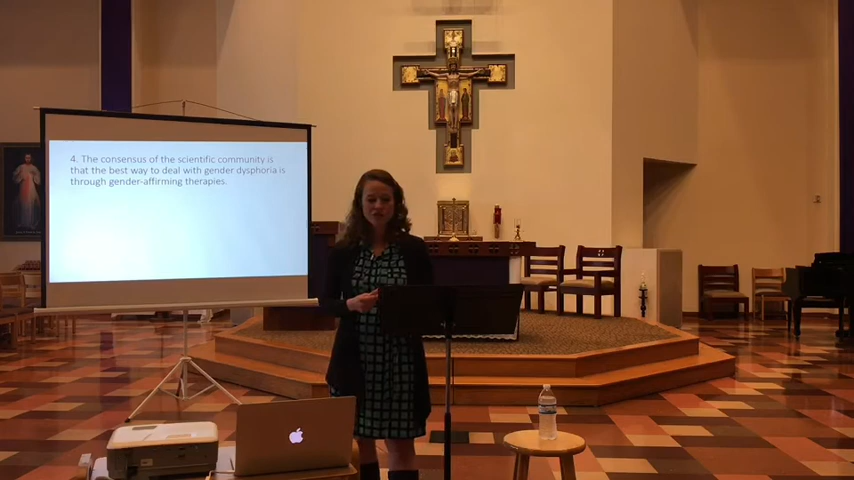 4. The consensus of the scientific community is
that the best way to deal with gender dysphoria is
through gender-affirming therapies.